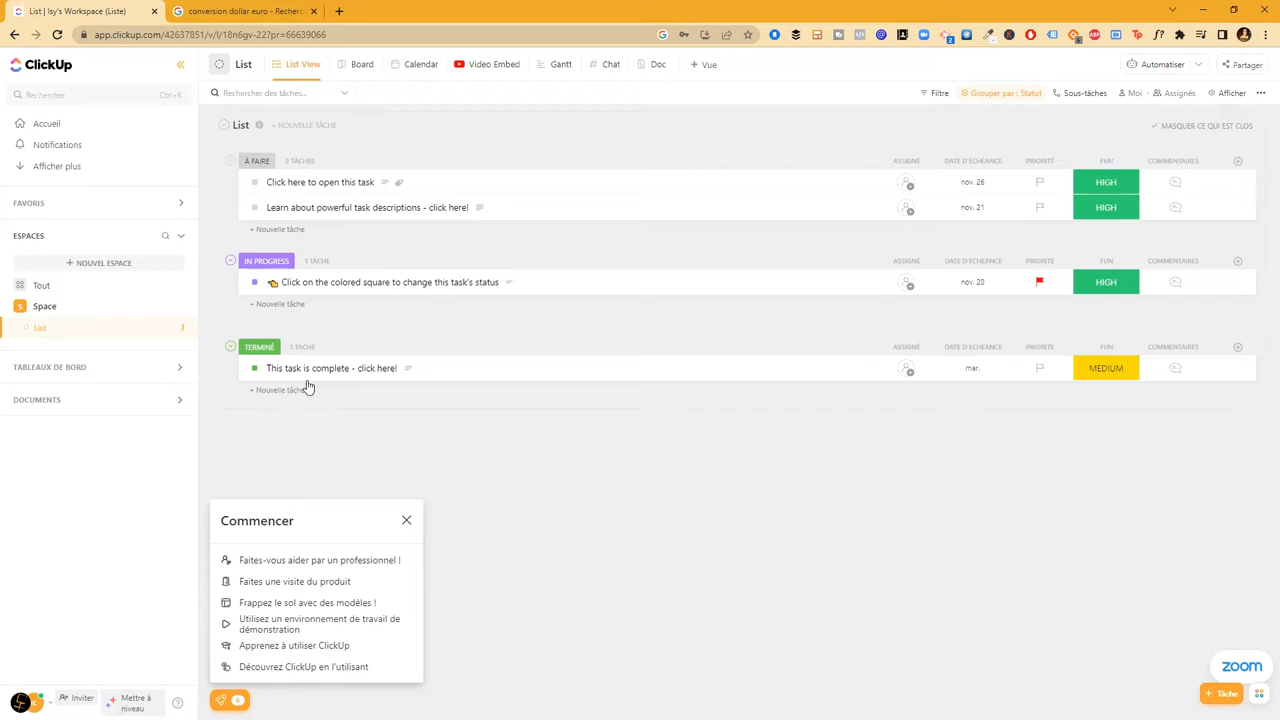 List | Isy's Workspace (Liste)
conversion dollar euro - Recherc
app.clickup.com/42637851/v/l/18n6gv-22?pr=66639066
ClickUp
List
List View
Board
Calendar
Video Embed
Gantt
Chat
Doc
+ Vue
Automatiser
Partager
Rechercher
Ctrl+K
Rechercher des tâches...
Filtre
Grouper par : Statut
Sous-tâches
Moi
Assignés
Afficher
Accueil
Notifications
Afficher plus
FAVORIS
ESPACES
+ NOUVEL ESPACE
Tout
S Space
List 3
TABLEAUX DE BORD
DOCUMENTS
List
+ NOUVELLE TÂCHE
MASQUER CE QUI EST CLOS
À FAIRE 2 TÂCHES ASSIGNÉ DATE D'ÉCHÉANCE PRIORITÉ FUN COMMENTAIRES
Click here to open this task nov. 26 HIGH
Learn about powerful task descriptions - click here! nov. 21 HIGH
+ Nouvelle tâche
IN PROGRESS 1 TÂCHE ASSIGNÉ DATE D'ÉCHÉANCE PRIORITÉ FUN COMMENTAIRES
Click on the colored square to change this task's status nov. 20 HIGH
+ Nouvelle tâche
TERMINÉ 1 TÂCHE ASSIGNÉ DATE D'ÉCHÉANCE PRIORITÉ FUN COMMENTAIRES
This task is complete - click here! mar. MEDIUM
+ Nouvelle tâche
Commencer
Faites-vous aider par un professionnel !
Faites une visite du produit
Frappez le sol avec des modèles !
Utilisez un environnement de travail de
démonstration
Apprenez à utiliser ClickUp
Découvrez ClickUp en l'utilisant
6
Inviter
Mettre à
niveau
zoom
+ Tâche